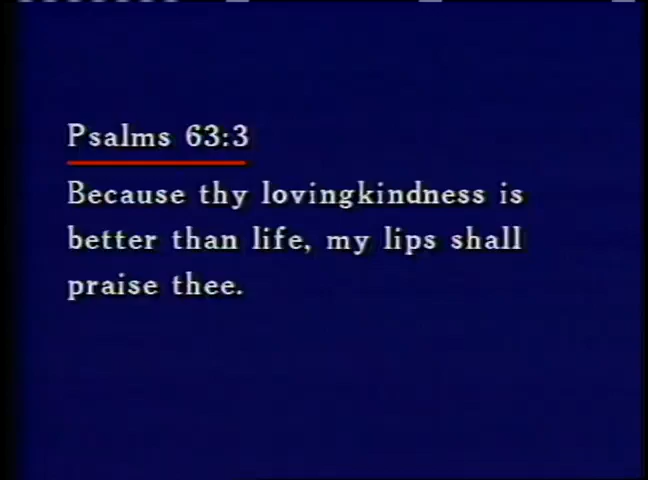 Psalms 63:3
Because thy lovingkindness is
better than life, my lips shall
praise thee.